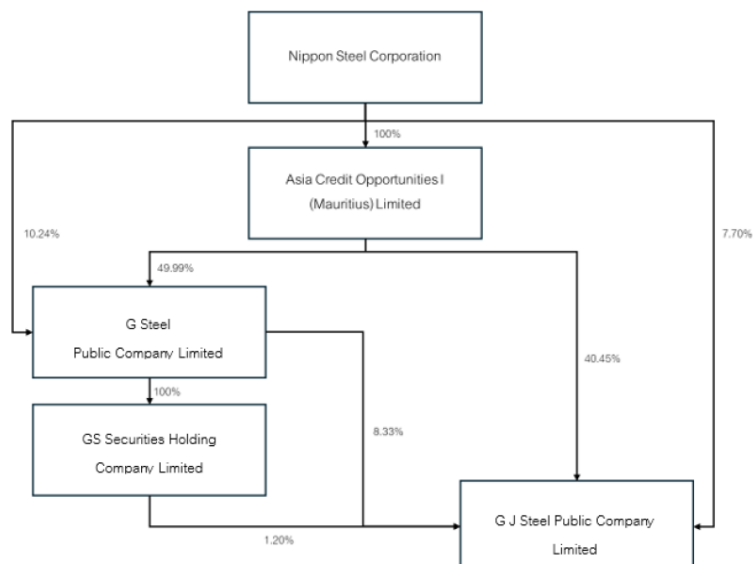 Nippon Steel Corporation
100%
Asia Credit Opportunities I
(Mauritius) Limited
10.24%
7.70%
49.99%
G Steel
Public Company Limited
40.45%
100%
8.33%
GS Securities Holding
Company Limited
G J Steel Public Company
Limited
1.20%